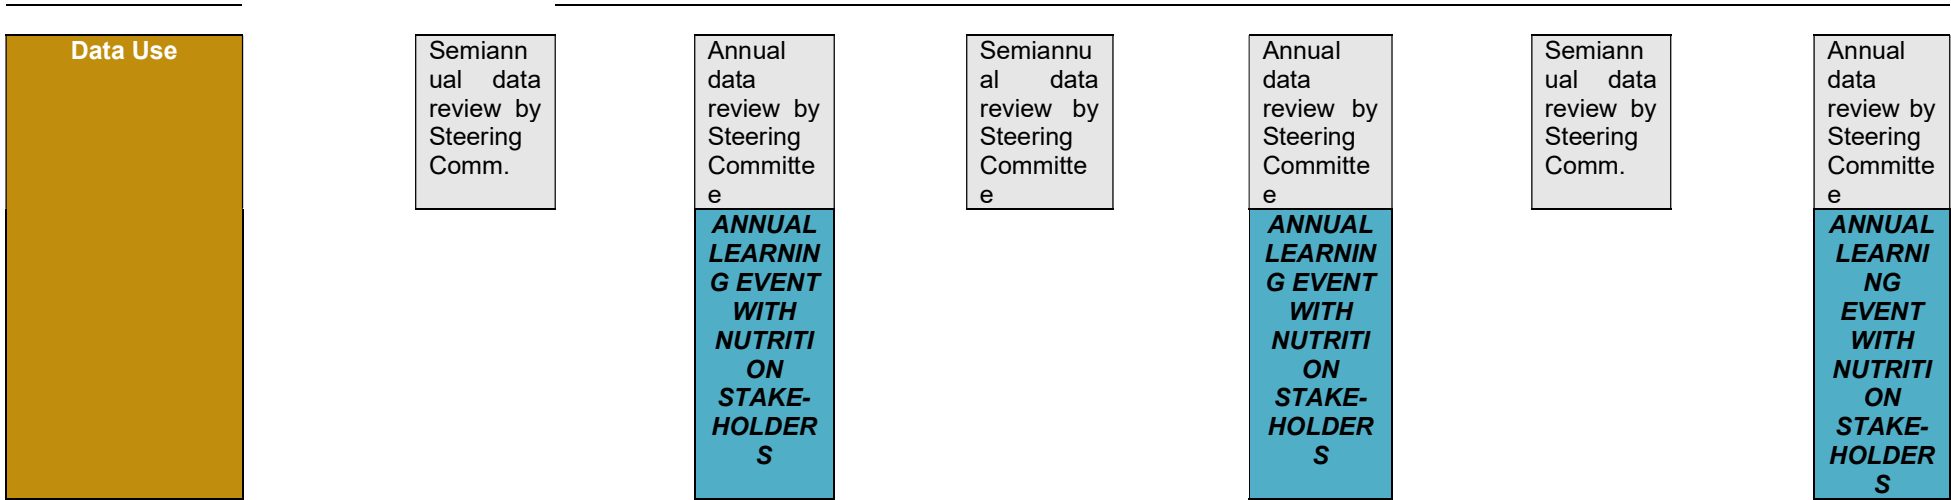 Data Use
Semiann
ual data
review by
Steering
Comm.
Annual
data
review by
Steering
Committe
e
Semiannu
al data
review by
Steering
Committe
e
Annual
data
review by
Steering
Committe
e
Semiann
ual data
review by
Steering
Comm.
Annual
data
review by
Steering
Committe
e
ANNUAL
LEARNIN
G EVENT
WITH
NUTRITI
ON
STAKE-
HOLDER
S
ANNUAL
LEARNIN
G EVENT
WITH
NUTRITI
ON
STAKE-
HOLDER
S
ANNUAL
LEARNI
NG
EVENT
WITH
NUTRITI
ON
STAKE-
HOLDER
S